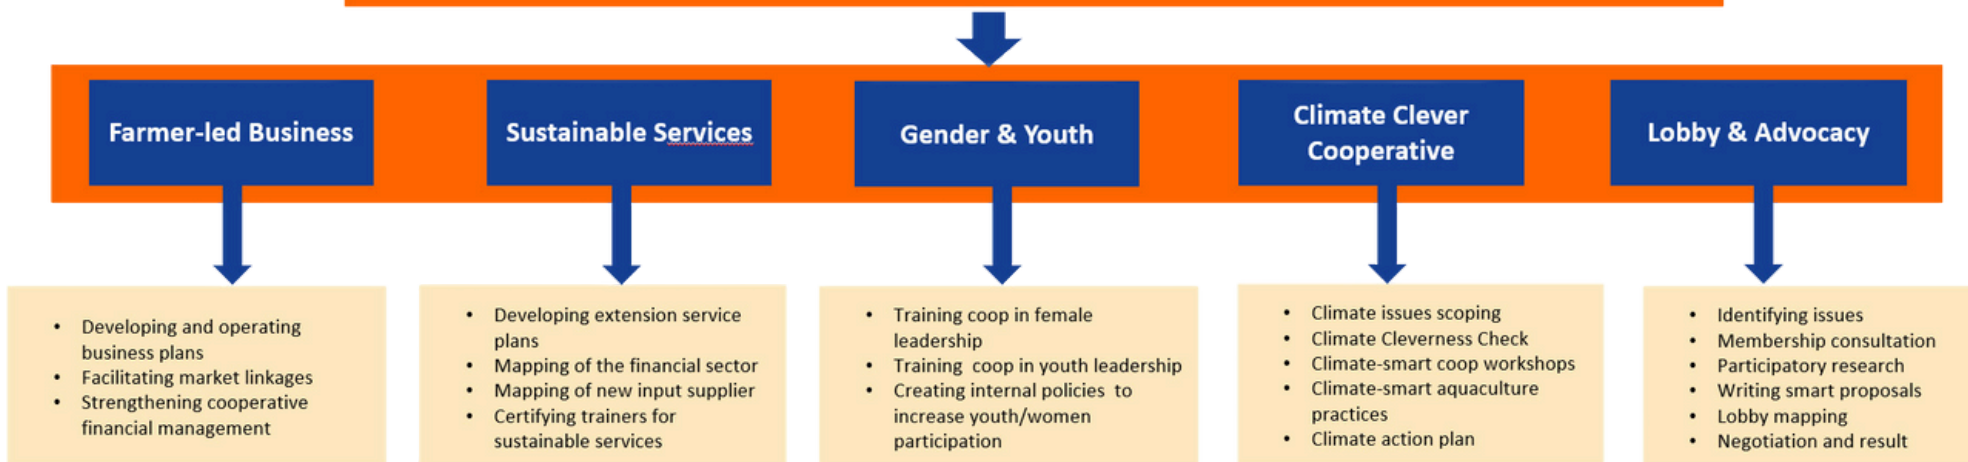 Farmer-led Business
Sustainable Services
Gender & Youth
Climate Clever
Cooperative
Lobby & Advocacy
• Developing and operating
business plans
• Facilitating market linkages
• Strengthening cooperative
financial management
• Developing extension service
plans
• Mapping of the financial sector
• Mapping of new input supplier
• Certifying trainers for
sustainable services
• Training coop in female
leadership
• Training coop in youth leadership
• Creating internal policies to
increase youth/women
participation
• Climate issues scoping
• Climate Cleverness Check
• Climate-smart coop workshops
• Climate-smart aquaculture
practices
• Climate action plan
• Identifying issues
• Membership consultation
• Participatory research
• Writing smart proposals
• Lobby mapping
• Negotiation and result